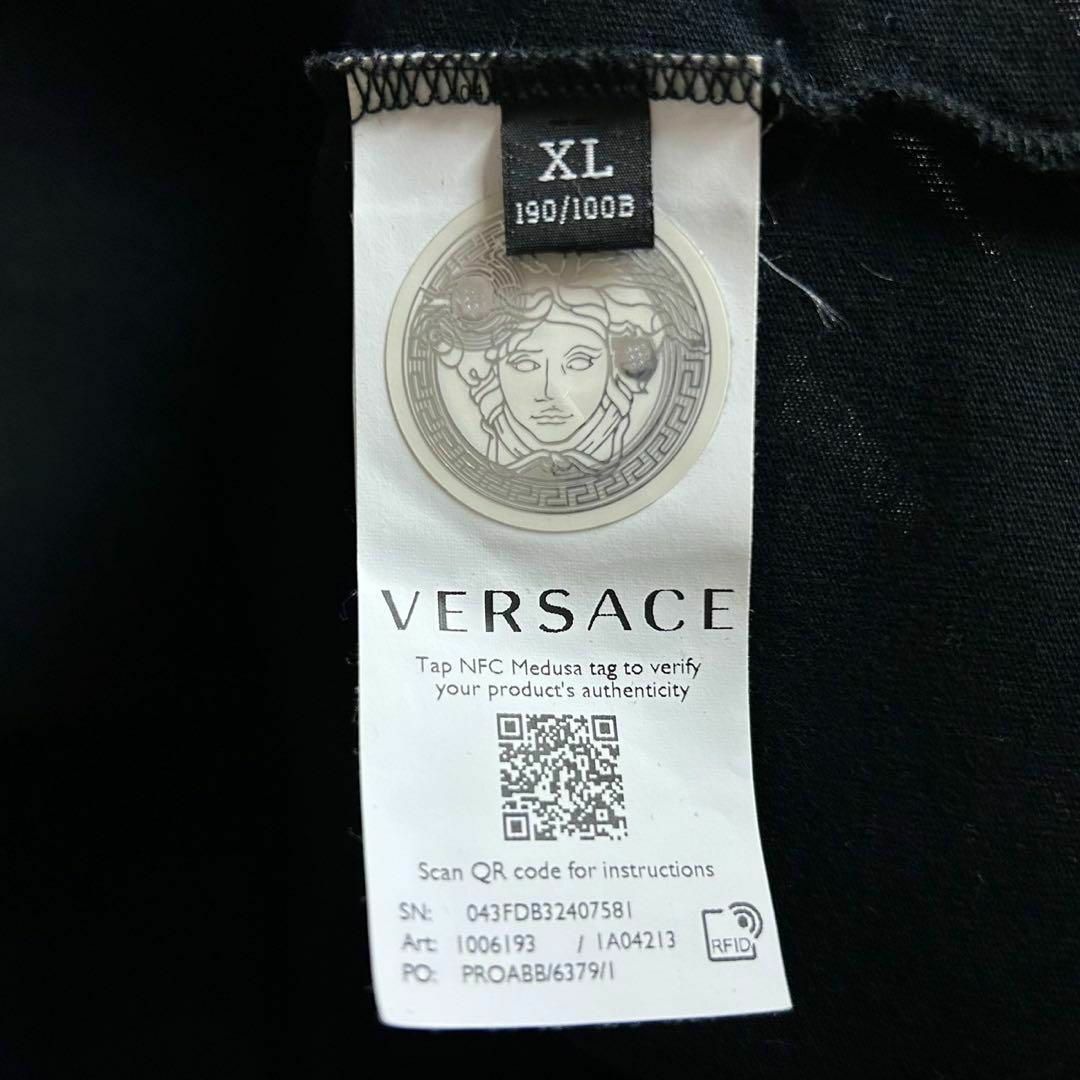 XL
190/100B
VERSACE
Tap NFC Medusa tag to verify
your product's authenticity
Scan QR code for instructions
SN: 043FDB32407581
Art: 1006193 / 1A04213
PO: PROABB/6379/1
RFID